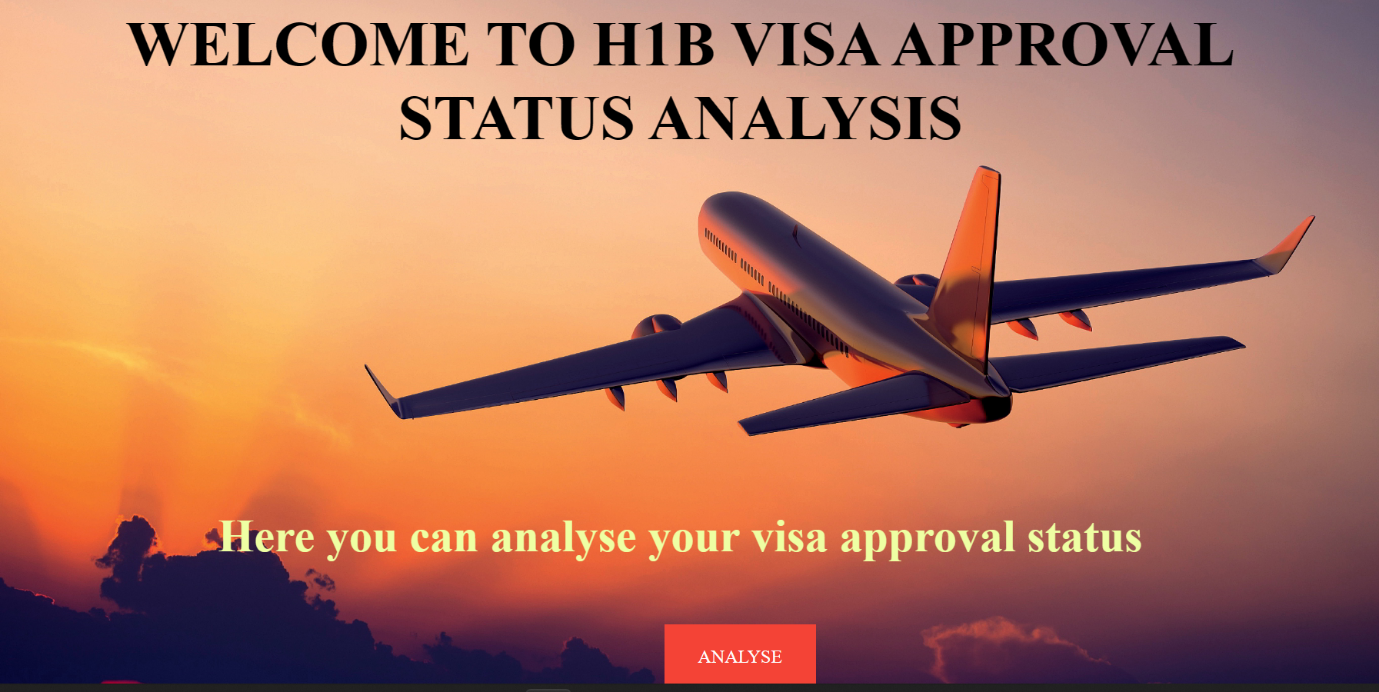 WELCOME TO H1B VISA APPROVAL
STATUS ANALYSIS
Here you can analyse your visa approval status
ANALYSE